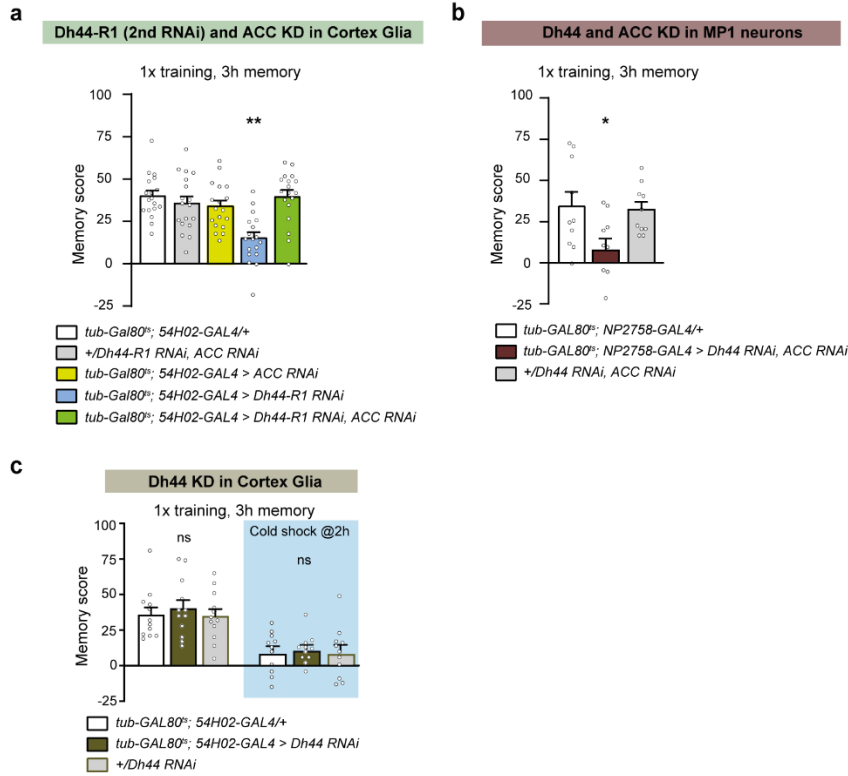 a
Dh44-R1 (2nd RNAi) and ACC KD in Cortex Glia
1x training, 3h memory
Memory score
100
75
50
25
0
-25
**
tub-Gal80ts; 54H02-GAL4/+
+/Dh44-R1 RNAi, ACC RNAi
tub-Gal80ts; 54H02-GAL4 > ACC RNAi
tub-Gal80ts; 54H02-GAL4 > Dh44-R1 RNAi
tub-Gal80ts; 54H02-GAL4 > Dh44-R1 RNAi, ACC RNAi
b
Dh44 and ACC KD in MP1 neurons
1x training, 3h memory
Memory score
100
75
50
25
0
-25
*
tub-GAL80ts; NP2758-GAL4/+
tub-GAL80ts; NP2758-GAL4 > Dh44 RNAi, ACC RNAi
+/Dh44 RNAi, ACC RNAi
c
Dh44 KD in Cortex Glia
1x training, 3h memory
Memory score
100
75
50
25
0
-25
ns
Cold shock @2h
ns
tub-GAL80ts; 54H02-GAL4/+
tub-GAL80ts; 54H02-GAL4 > Dh44 RNAi
+/Dh44 RNAi